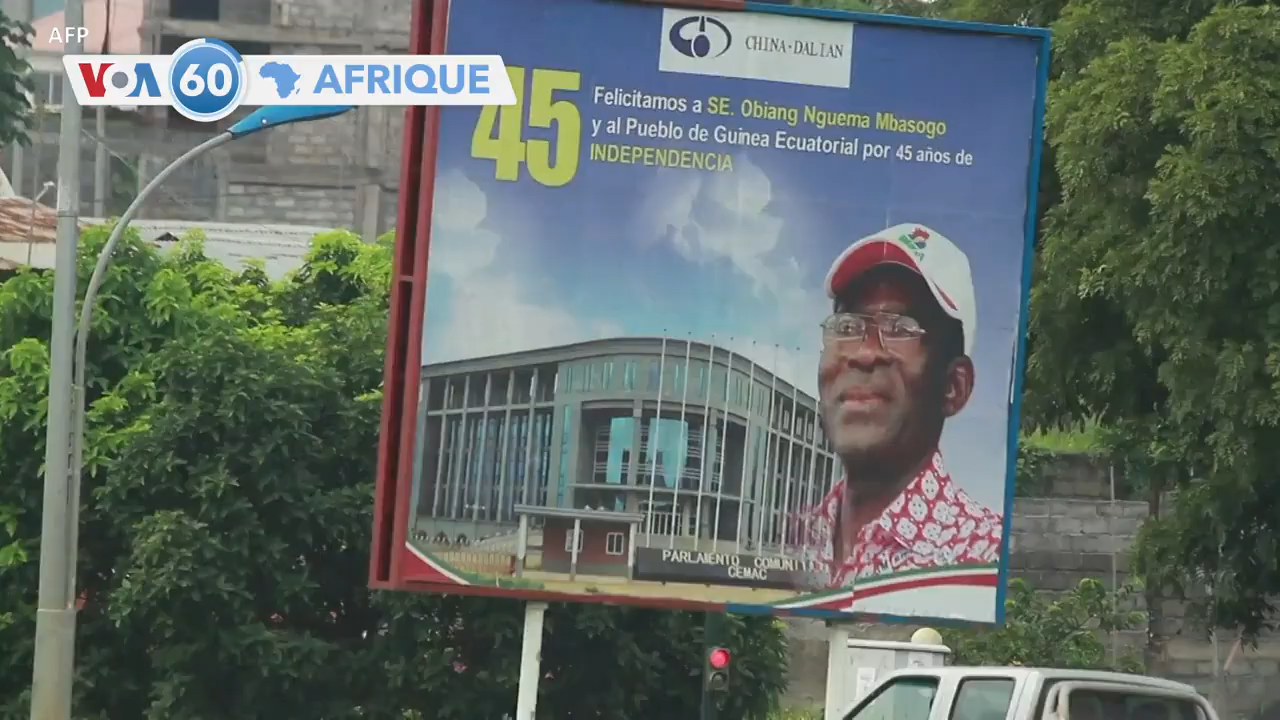 AFP
VOA 60 AFRIQUE
CHINA·DALIAN
45
Felicitamos a SE. Obiang Nguema Mbasogo
y al Pueblo de Guinea Ecuatorial por 45 años de
INDEPENDENCIA
PARLAMENTO COMUNIT
CEMAC